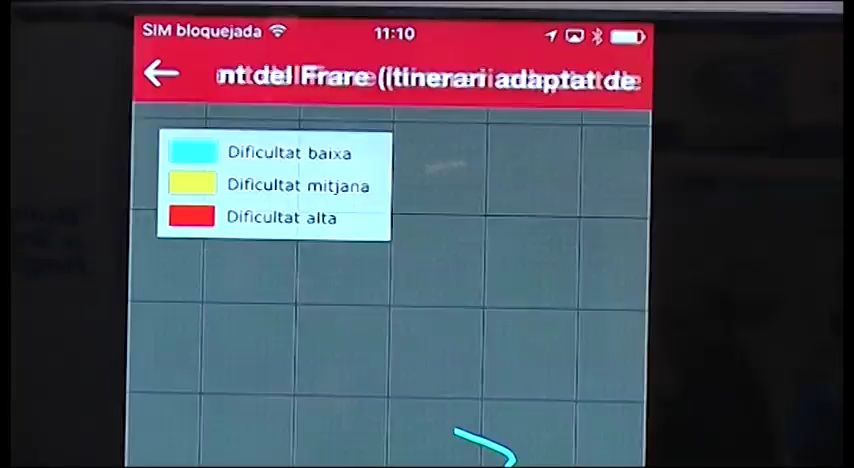 SIM bloquejada
11:10
nt del Frare (itinerari adaptat de
Dificultat baixa
Dificultat mitjana
Dificultat alta